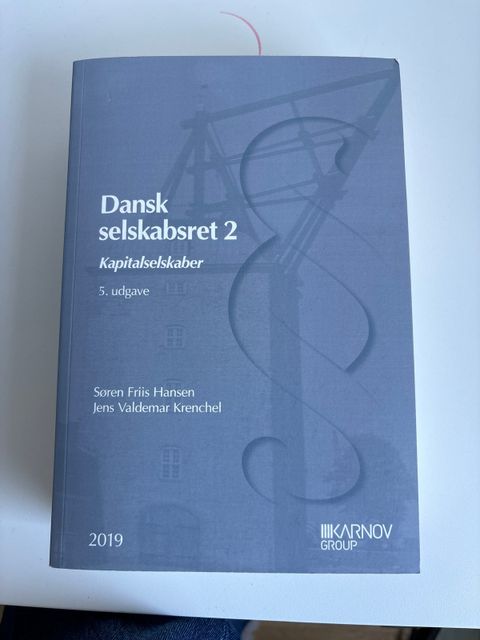 Dansk
selskabsret 2
Kapitalselskaber
5. udgave
Søren Friis Hansen
Jens Valdemar Krenchel
2019
KARNOV
GROUP